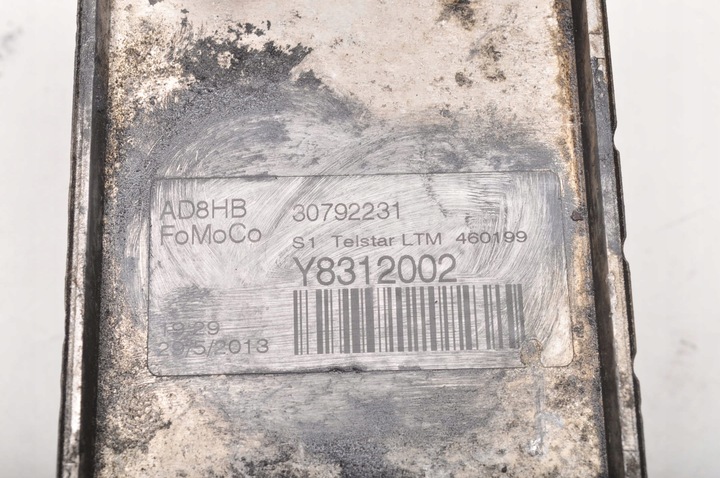 AD8HB 30792231
FoMoCo S1 Telstar LTM 460199
Y8312002
19:29
29/5/2013